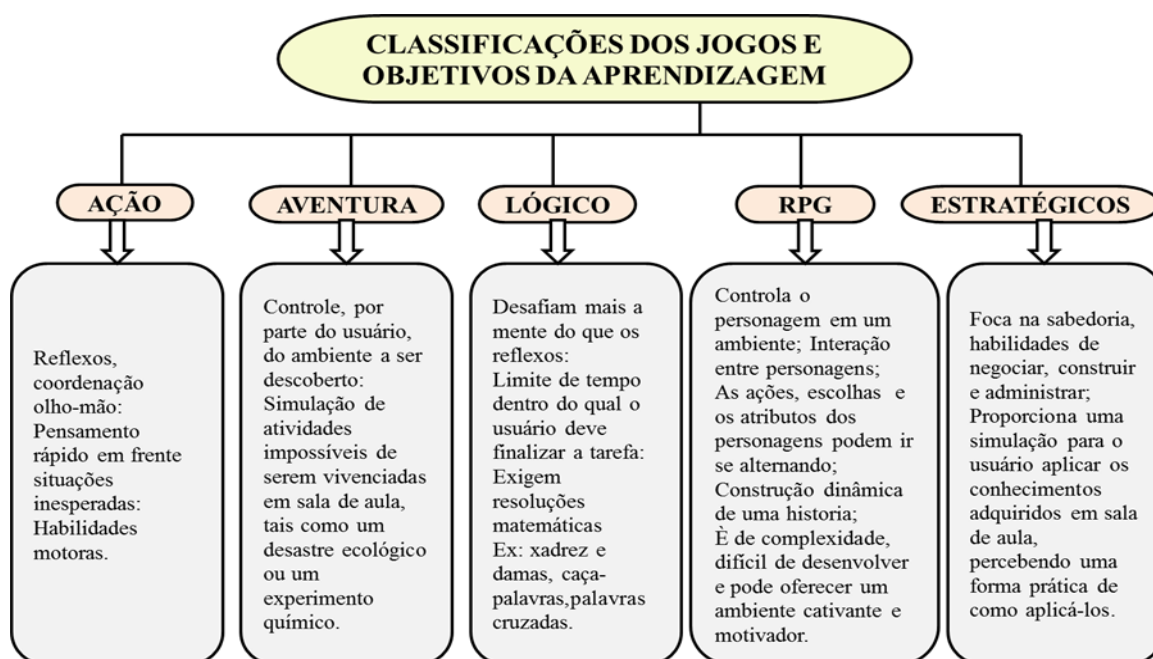 CLASSIFICAÇÕES DOS JOGOS E
OBJETIVOS DA APRENDIZAGEM
AÇÃO
Reflexos,
coordenação
olho-mão:
Pensamento
rápido em frente
situações
inesperadas:
Habilidades
motoras.
AVENTURA
Controle, por
parte do usuário,
do ambiente a ser
descoberto:
Simulação de
atividades
impossíveis de
serem vivenciadas
em sala de aula,
tais como um
desastre ecológico
ou um
experimento
químico.
LÓGICO
Desafiam mais a
mente do que os
reflexos:
Limite de tempo
dentro do qual o
usuário deve
finalizar a tarefa:
Exigem
resoluções
matemáticas
Ex: xadrez e
damas, caça-
palavras,palavras
cruzadas.
RPG
Controla o
personagem em um
ambiente; Interação
entre personagens;
As ações, escolhas e
os atributos dos
personagens podem ir
se alternando;
Construção dinâmica
de uma historia;
È de complexidade,
difícil de desenvolver
e pode oferecer um
ambiente cativante e
motivador.
ESTRATÉGICOS
Foca na sabedoria,
habilidades de
negociar, construir
e administrar;
Proporciona uma
simulação para o
usuário aplicar os
conhecimentos
adquiridos em sala
de aula,
percebendo uma
forma prática de
como aplicá-los.